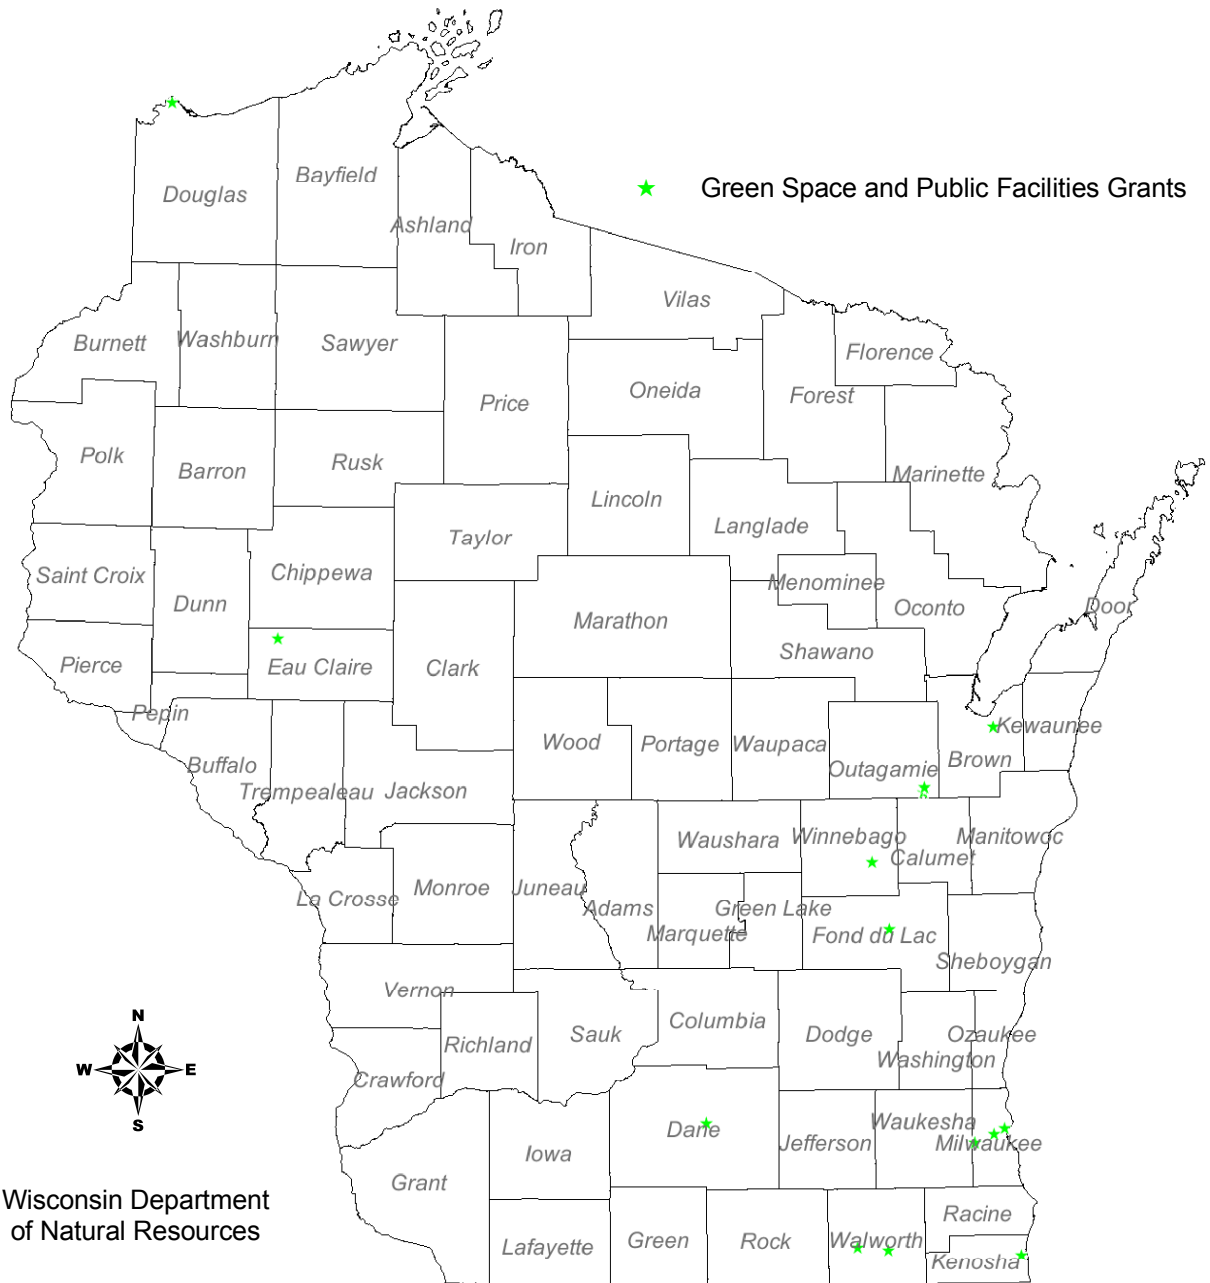 Bayfield
Douglas
Green Space and Public Facilities Grants
Ashland
Iron
Vilas
Burnett
Washburn
Sawyer
Florence
Oneida
Forest
Price
Polk
Barron
Rusk
Marinette
Lincoln
Langlade
Taylor
Saint Croix
Chippewa
Menominee
Dunn
Oconto
Door
Marathon
Shawano
Pierce
Eau Claire
Clark
Pepin
Kewaunee
Wood
Portage
Waupaca
Buffalo
Outagamie
Brown
Trempealeau
Jackson
Waushara
Winnebago
Manitowoc
Calumet
La Crosse
Monroe
Juneau
Adams
Green Lake
Marquette
Fond du Lac
Sheboygan
Vernon
N
Columbia
Sauk
Dodge
Ozaukee
Richland
Washington
W
E
Crawford
S
Waukesha
Dane
Jefferson
Milwaukee
Iowa
Grant
Wisconsin Department
of Natural Resources
Racine
Lafayette
Green
Rock
Walworth
Kenosha